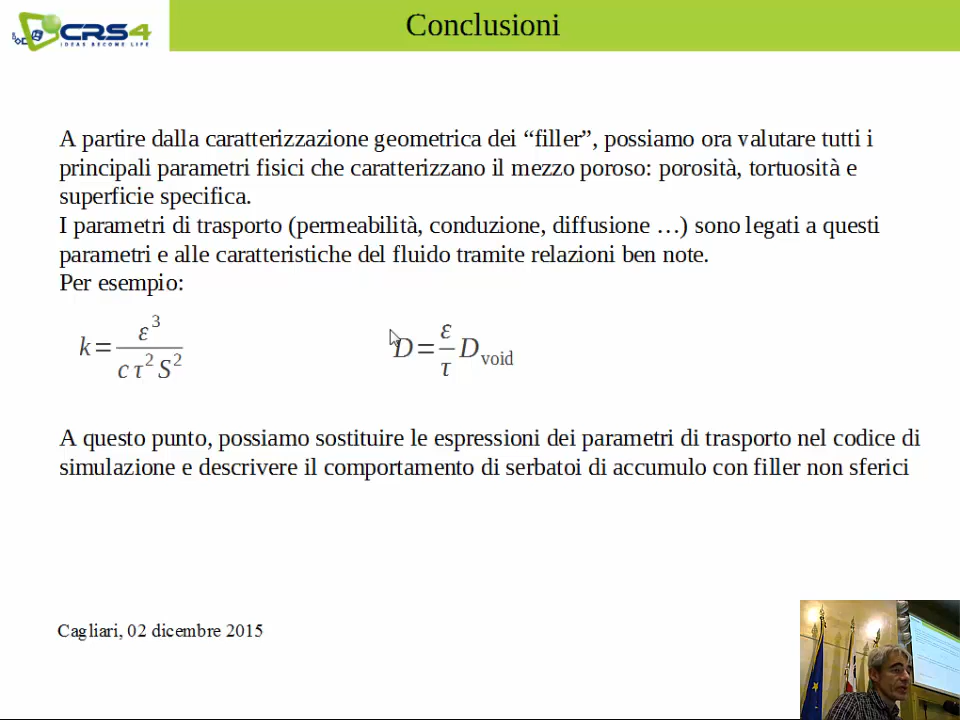 CRS4
IDEAS BECOME LIFE
Conclusioni
A partire dalla caratterizzazione geometrica dei “filler”, possiamo ora valutare tutti i
principali parametri fisici che caratterizzano il mezzo poroso: porosità, tortuosità e
superficie specifica.
I parametri di trasporto (permeabilità, conduzione, diffusione …) sono legati a questi
parametri e alle caratteristiche del fluido tramite relazioni ben note.
Per esempio:
k = ε³ / (c τ² S²)
D = ε / τ D_void
A questo punto, possiamo sostituire le espressioni dei parametri di trasporto nel codice di
simulazione e descrivere il comportamento di serbatoi di accumulo con filler non sferici
Cagliari, 02 dicembre 2015